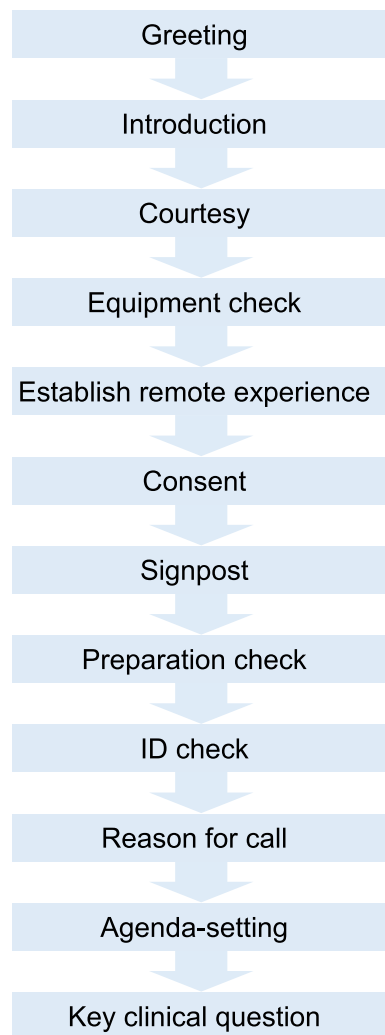 Greeting
Introduction
Courtesy
Equipment check
Establish remote experience
Consent
Signpost
Preparation check
ID check
Reason for call
Agenda-setting
Key clinical question